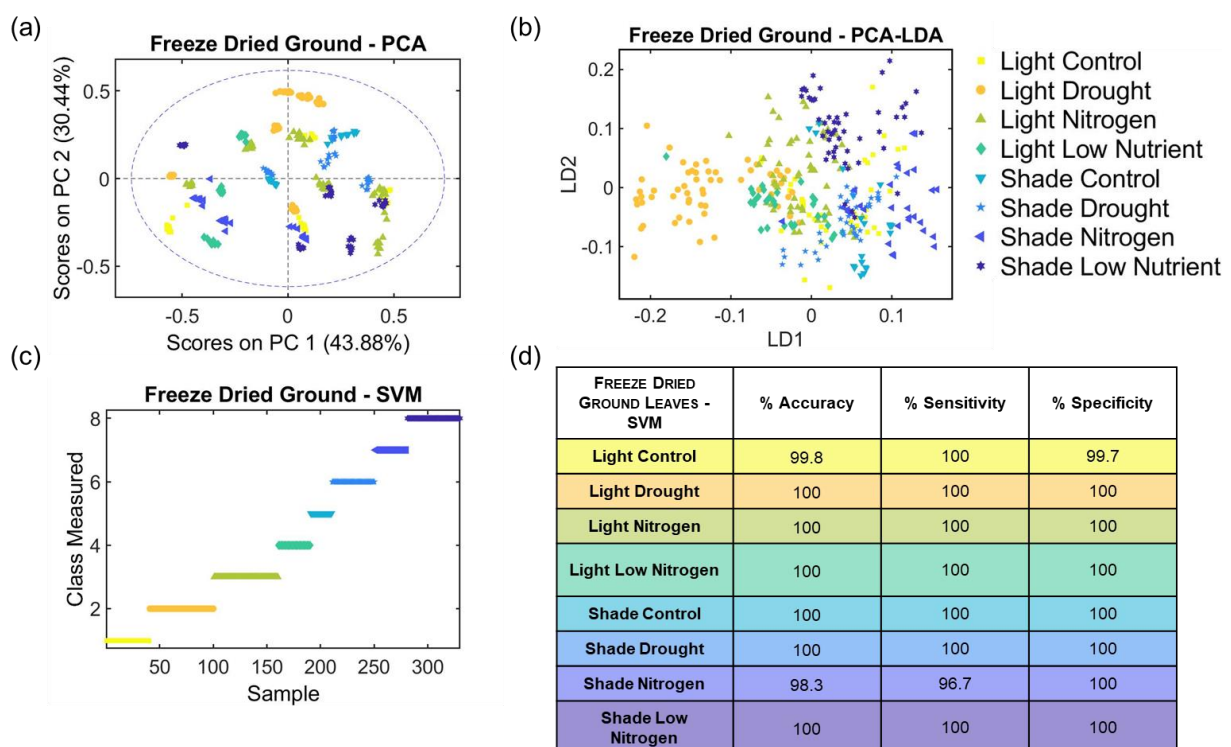 (a)
Freeze Dried Ground - PCA
Scores on PC 2 (30.44%)
0.5
0
-0.5
-0.5
0
0.5
Scores on PC 1 (43.88%)
(b)
Freeze Dried Ground - PCA-LDA
LD2
0.2
0.1
0
-0.1
-0.2
-0.1
0
0.1
LD1
Light Control
Light Drought
Light Nitrogen
Light Low Nutrient
Shade Control
Shade Drought
Shade Nitrogen
Shade Low Nutrient
(c)
Freeze Dried Ground - SVM
Class Measured
8
6
4
2
50
100
150
200
250
300
Sample
(d)
FREEZE DRIED
GROUND LEAVES -
SVM
% Accuracy
% Sensitivity
% Specificity
Light Control
99.8
100
99.7
Light Drought
100
100
100
Light Nitrogen
100
100
100
Light Low Nitrogen
100
100
100
Shade Control
100
100
100
Shade Drought
100
100
100
Shade Nitrogen
98.3
96.7
100
Shade Low
Nitrogen
100
100
100